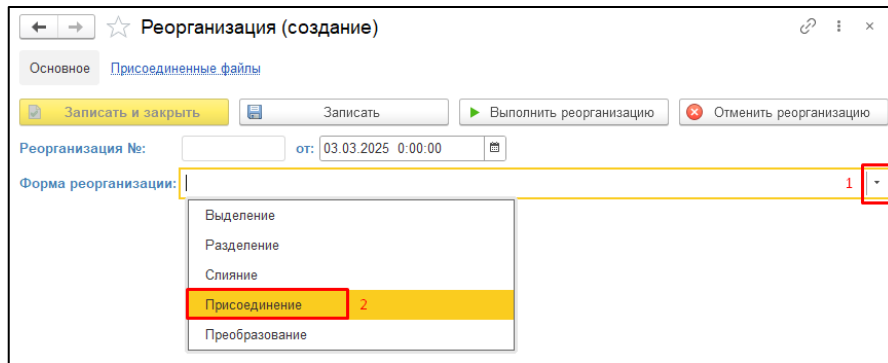 Реорганизация (создание)
Основное Присоединенные файлы
Записать и закрыть Записать Выполнить реорганизацию Отменить реорганизацию
Реорганизация №: от: 03.03.2025 0:00:00
Форма реорганизации: 1
Выделение
Разделение
Слияние
Присоединение 2
Преобразование